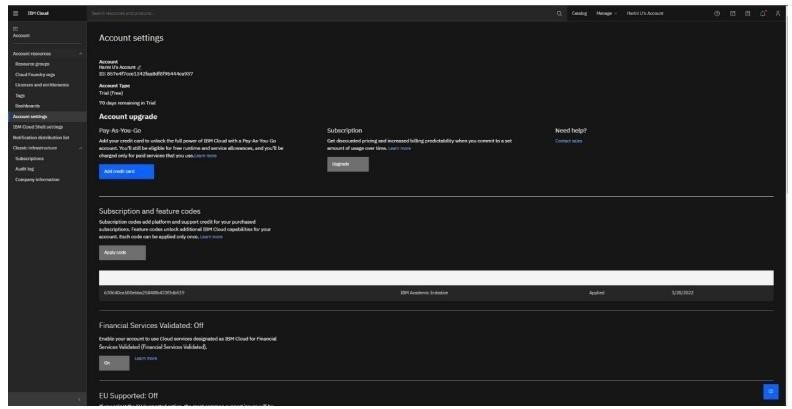 IBM Cloud
Search resources and products...
Catalog
Manage
Harini U's Account
Account
Account settings
Account resources
Resource groups
Cloud Foundry orgs
Licenses and entitlements
Tags
Dashboards
Account settings
IBM Cloud Shell settings
Notification distribution list
Classic infrastructure
Subscriptions
Audit log
Company information
Account
Harini U's Account
Account Type
Trial (Free)
70 days remaining in Trial
Account upgrade
Pay-As-You-Go
Add your credit card to unlock the full power of IBM Cloud with a Pay-As-You-Go
account. You'll still be eligible for free runtime and service allowances, and you'll be
charged only for paid services that you use. Learn more
Add credit card
Subscription
Get discounted pricing and increased billing predictability when you commit to a set
amount of usage over time. Learn more
Upgrade
Need help?
Contact sales
Subscription and feature codes
Subscription codes add platform and support credit for your purchased
subscriptions. Feature codes unlock additional IBM Cloud capabilities for your
account. Each code can be applied only once. Learn more
Apply code
IBM Academic Initiative
Applied
5/28/2022
Financial Services Validated: Off
Enable your account to use Cloud services designated as IBM Cloud for Financial
Services Validated (Financial Services Validated).
On
Learn more
EU Supported: Off